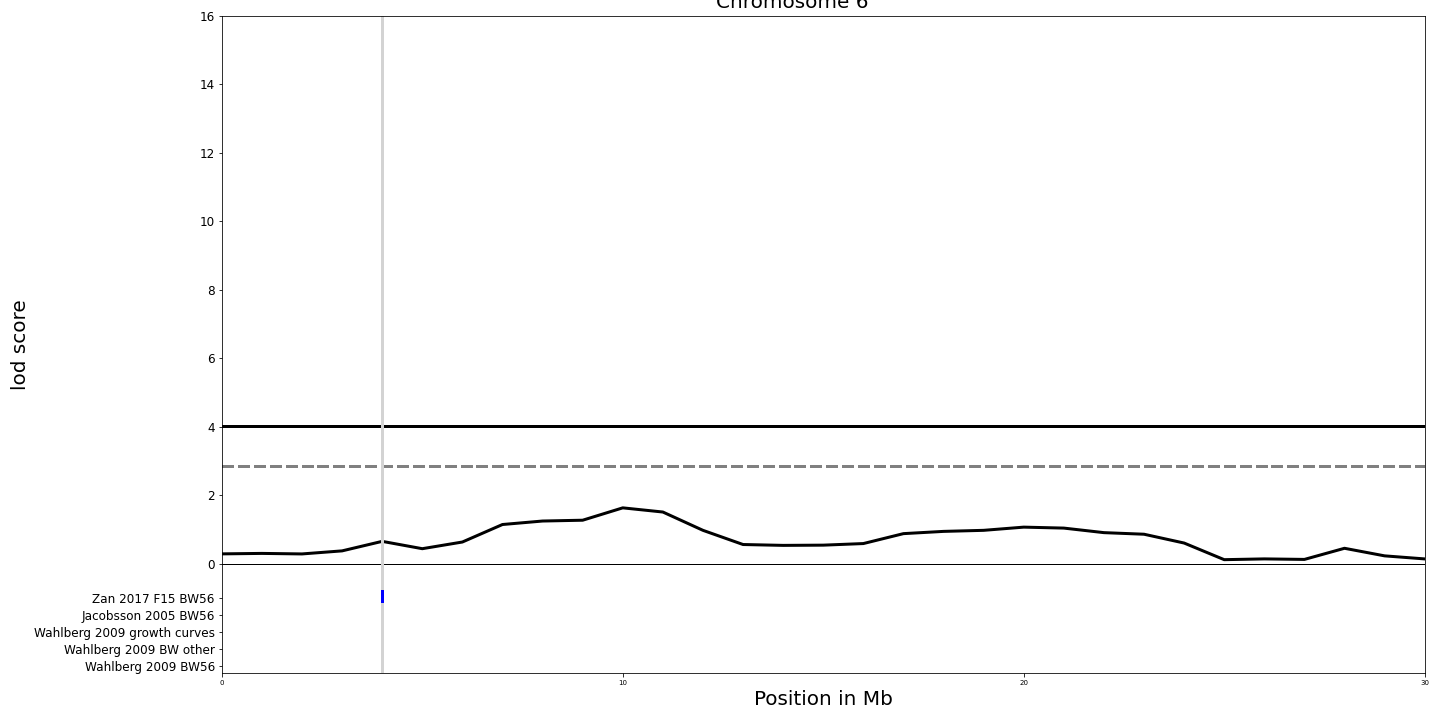 Chromosome 6
16
14
12
10
8
6
4
2
0
lod score
Zan 2017 F15 BW56
Jacobsson 2005 BW56
Wahlberg 2009 growth curves
Wahlberg 2009 BW other
Wahlberg 2009 BW56
0 10 20 30
Position in Mb